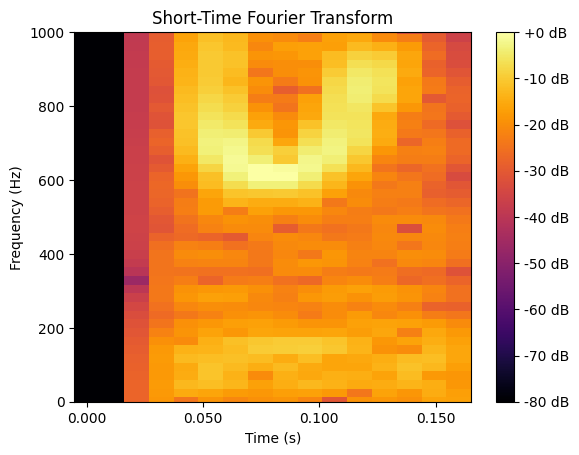 Short-Time Fourier Transform
Frequency (Hz)
1000
800
600
400
200
0
0.000
0.050
0.100
0.150
Time (s)
+0 dB
-10 dB
-20 dB
-30 dB
-40 dB
-50 dB
-60 dB
-70 dB
-80 dB